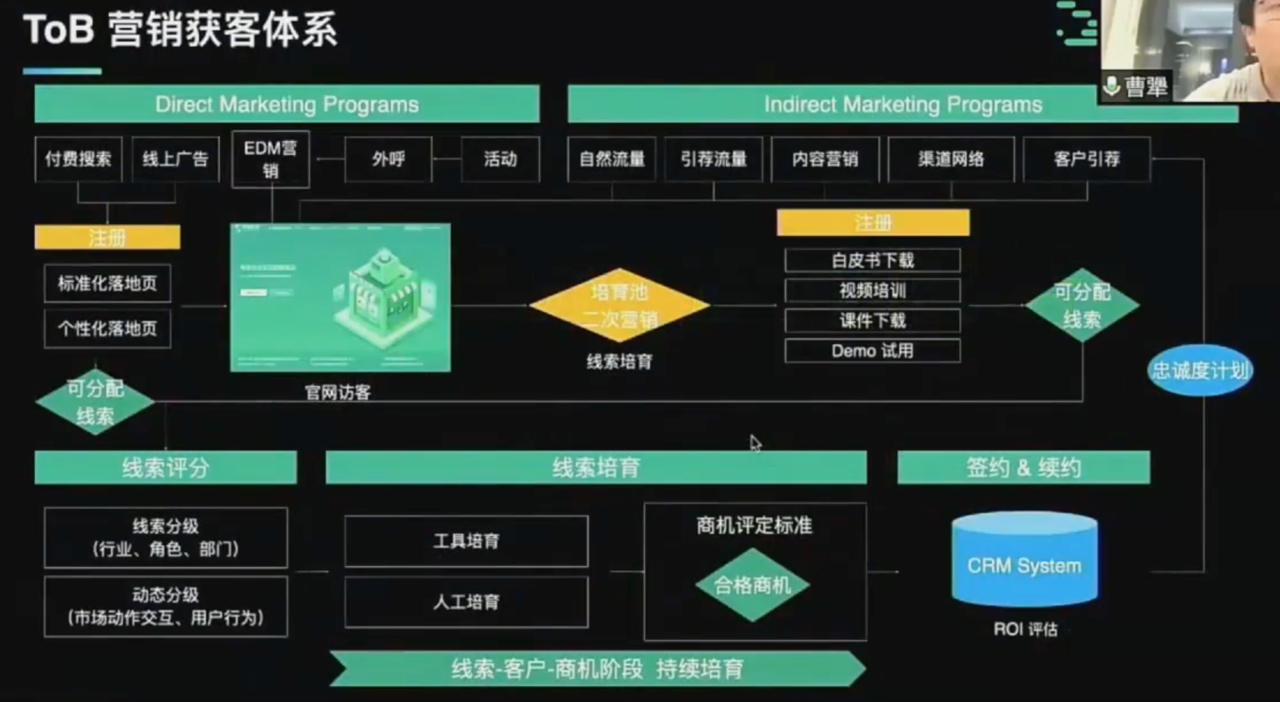 ToB 营销获客体系
曹犟
Direct Marketing Programs
Indirect Marketing Programs
付费搜索
线上广告
EDM营
销
外呼
活动
自然流量
引荐流量
内容营销
渠道网络
客户引荐
注册
标准化落地页
个性化落地页
可分配
线索
官网访客
培育池
二次营销
线索培育
注册
白皮书下载
视频培训
课件下载
Demo 试用
可分配
线索
忠诚度计划
线索评分
线索培育
签约 & 续约
线索分级
(行业、角色、部门)
动态分级
(市场动作交互、用户行为)
工具培育
人工培育
商机评定标准
合格商机
CRM System
ROI 评估
线索-客户-商机阶段 持续培育